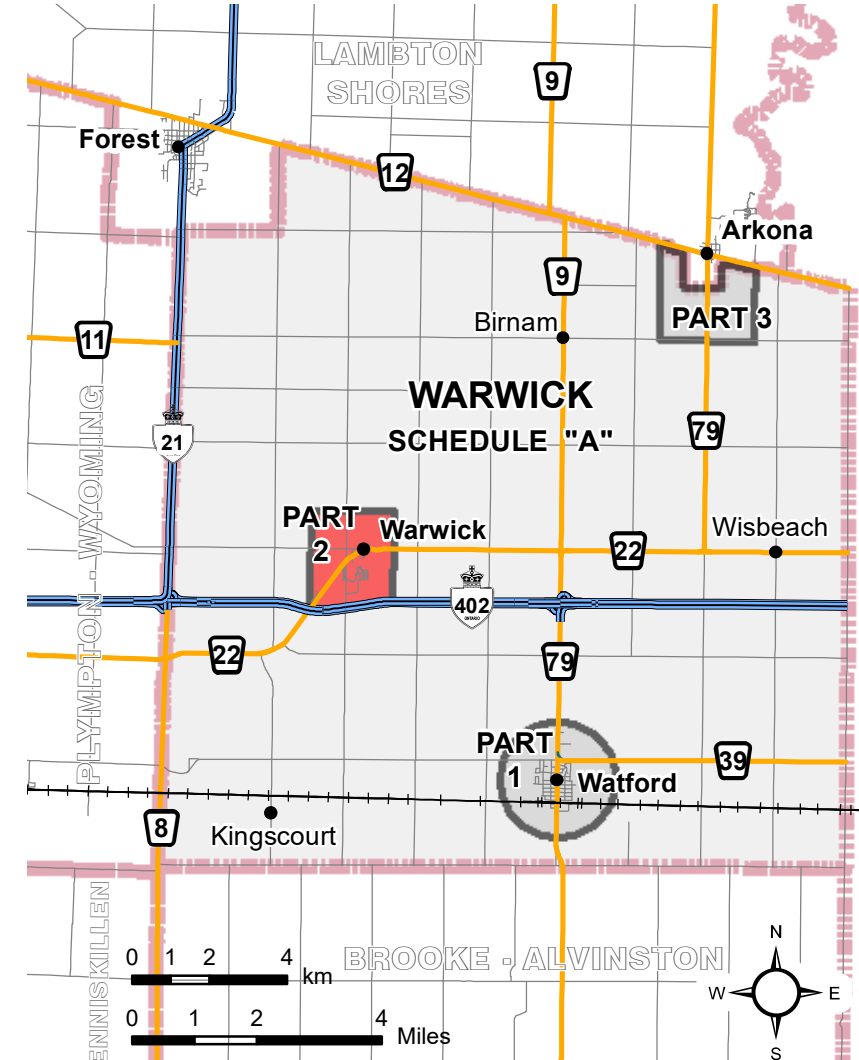 LAMBTON
SHORES
9
Forest
12
Arkona
9
Birnam
PART 3
11
WARWICK
SCHEDULE "A"
79
21
PLYMPTON - WYOMING
PART
2
Warwick
22
Wisbeach
402
ONTARIO
22
79
PART
1
Watford
39
8
Kingscourt
ENNISKILLEN
BROOKE - ALVINSTON
N
W
E
S
0 1 2 4
km
0 1 2 4
Miles